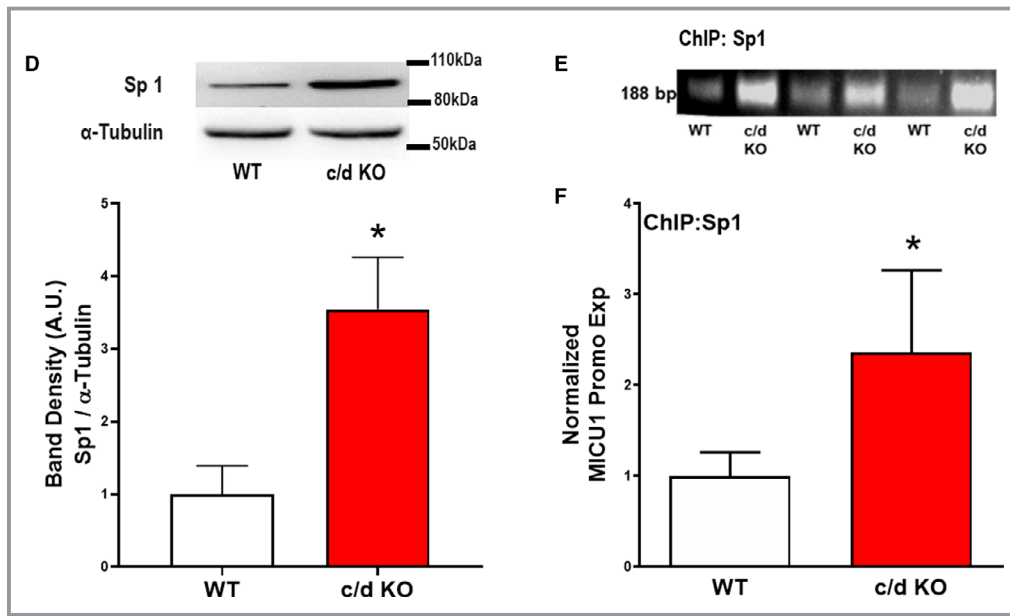 D
Sp 1
110kDa
80kDa
α-Tubulin
50kDa
WT c/d KO
Band Density (A.U.)
Sp1 / α-Tubulin
5
4
3
2
1
0
*
WT c/d KO
E
ChIP: Sp1
188 bp
WT c/d KO WT c/d KO WT c/d KO
F
ChIP:Sp1
Normalized
MICU1 Promo Exp
4
3
2
1
0
*
WT c/d KO